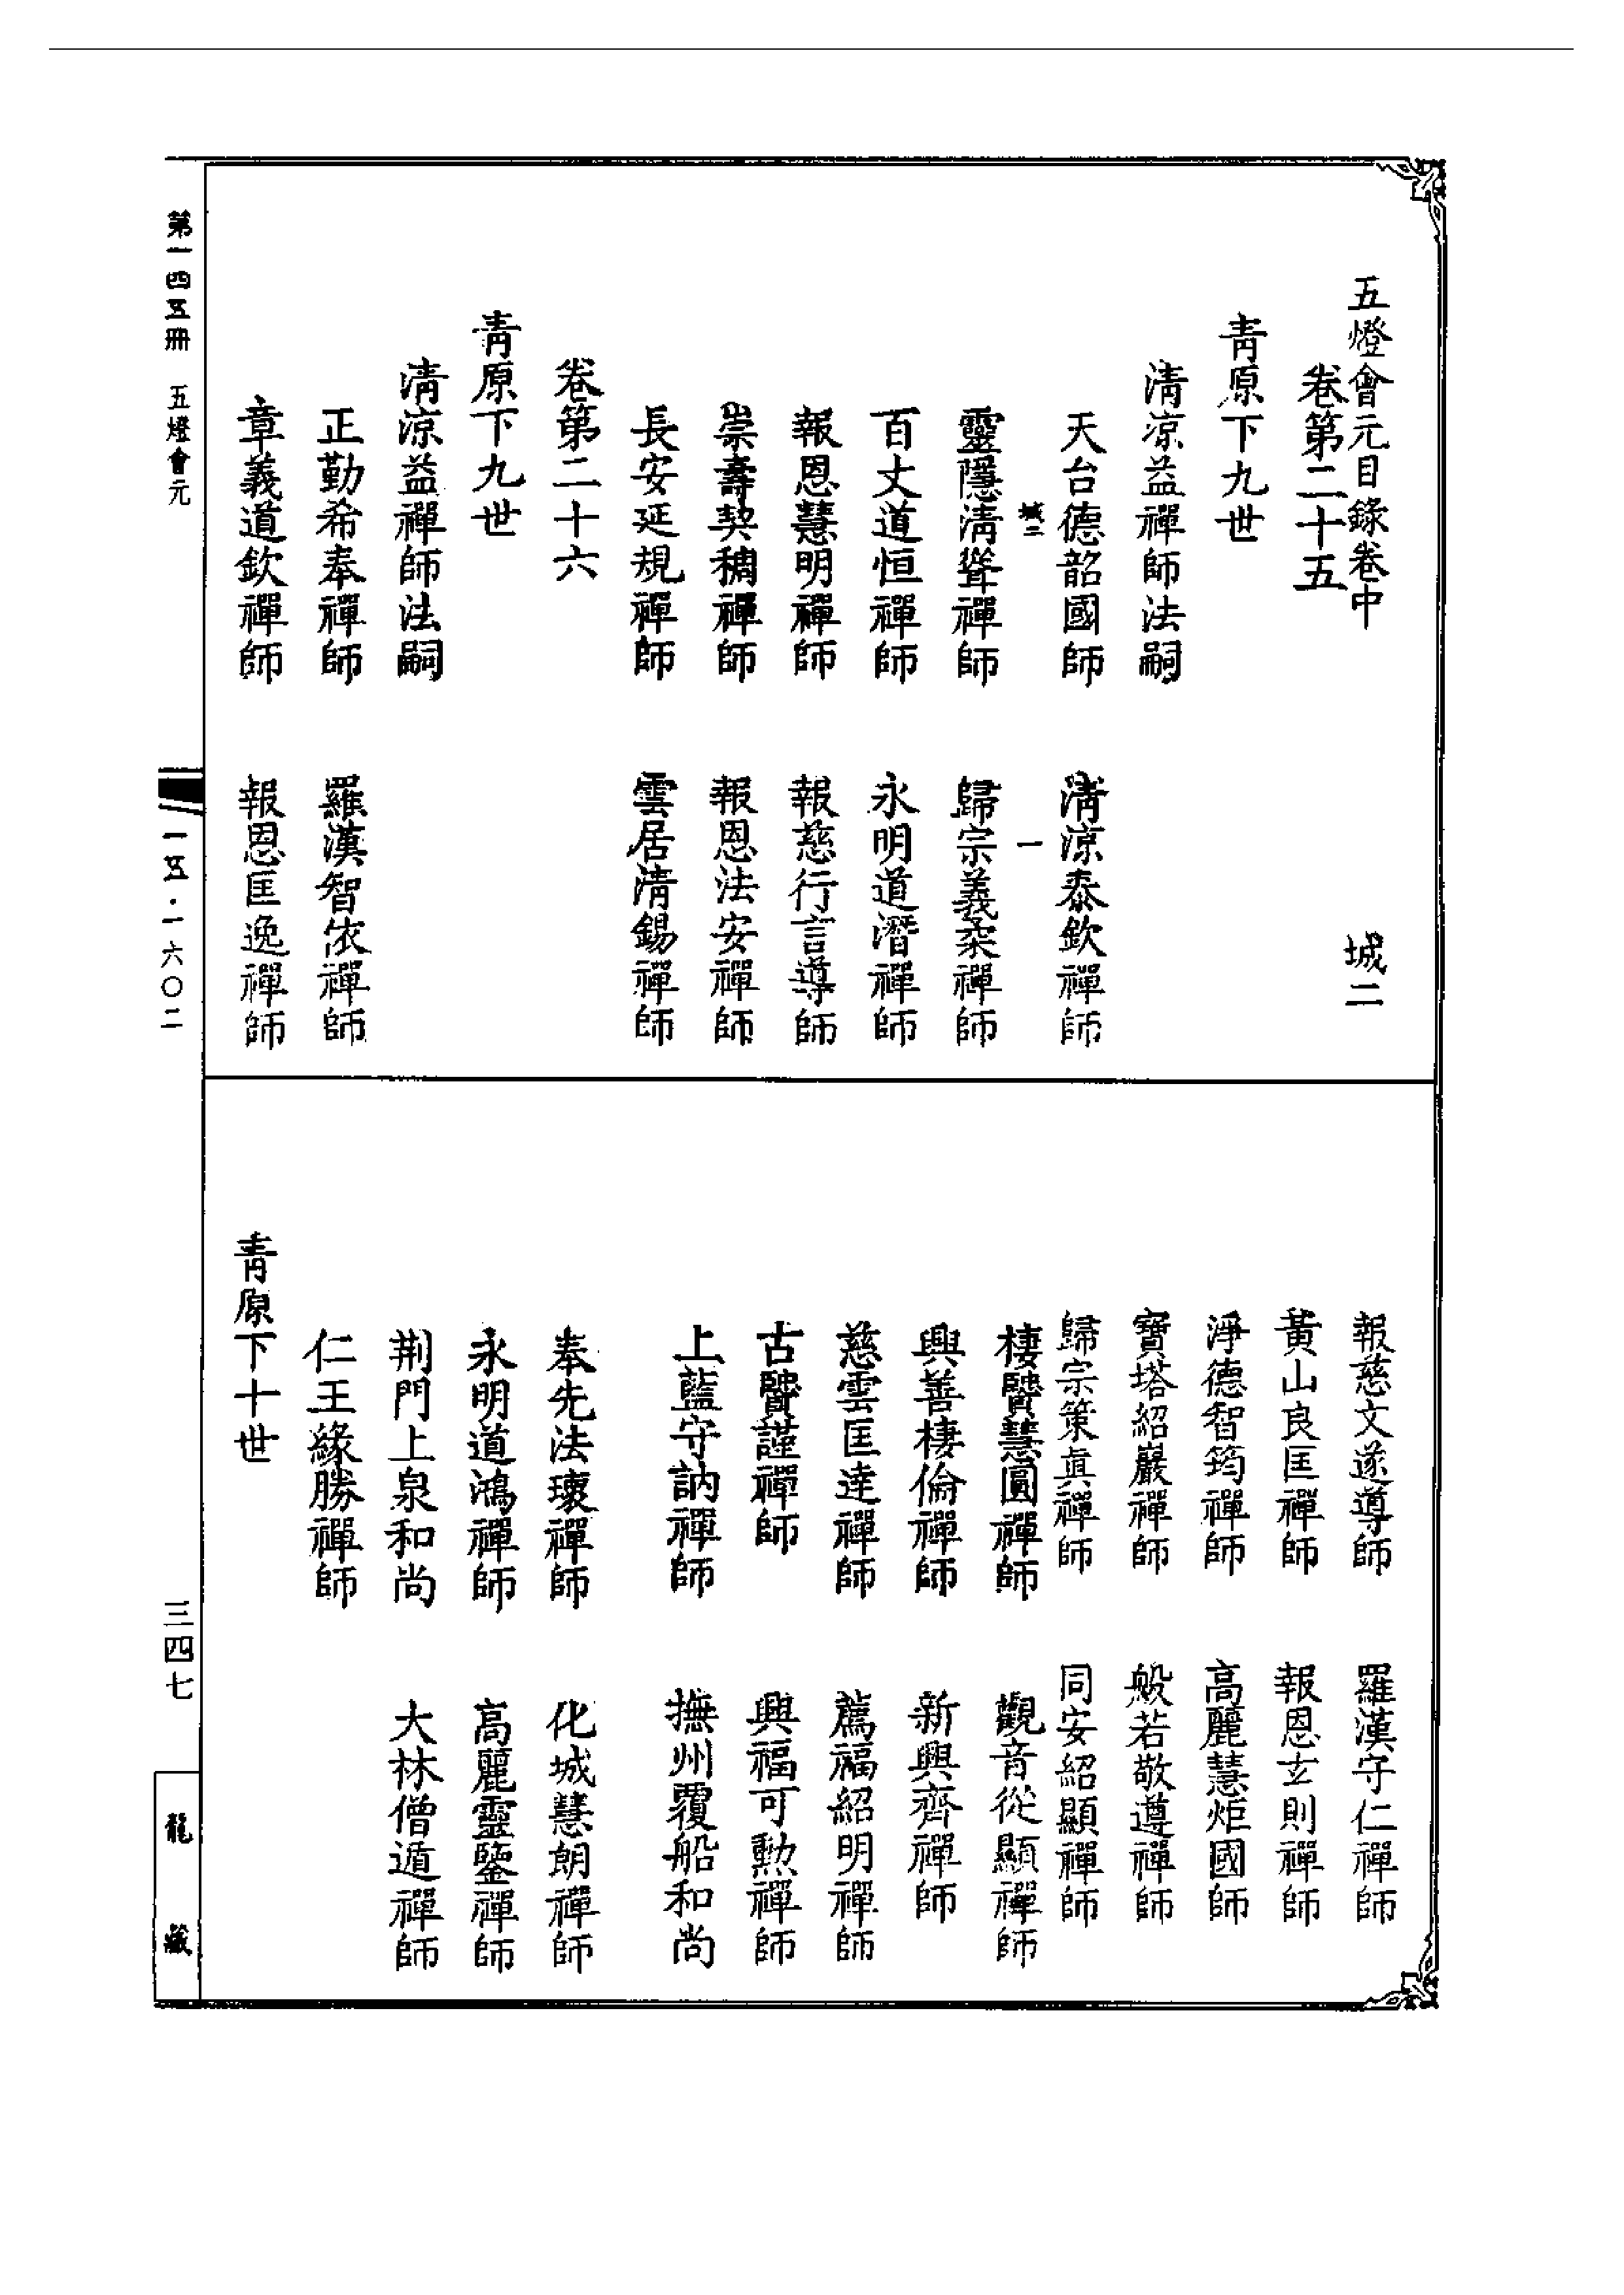 五燈會元目錄卷中　城二
卷第二十五
青原下九世
清涼益禪師法嗣
天台德韶國師　清涼泰欽禪師
城二　一
靈隱清聳禪師　歸宗義柔禪師
百丈道恒禪師　永明道潛禪師
報恩慧明禪師　報慈行言導師
崇壽契稠禪師　報恩法安禪師
長安延規禪師　雲居清錫禪師
卷第二十六
青原下九世
清涼益禪師法嗣
正勤希奉禪師　羅漢智依禪師
章義道欽禪師　報恩匡逸禪師
報慈文遂導師　羅漢守仁禪師
黃山良匡禪師　報恩玄則禪師
淨德智筠禪師　高麗慧炬國師
寶塔紹巖禪師　般若敬遵禪師
歸宗策眞禪師　同安紹顯禪師
棲賢慧圓禪師　觀音從顯禪師
興善棲倫禪師　新興齊禪師
慈雲匡達禪師　薦福紹明禪師
古賢謹禪師　興福可勳禪師
上藍守訥禪師　撫州覆船和尚
奉先法瓌禪師　化城慧朗禪師
永明道鴻禪師　高麗靈鑒禪師
荆門上泉和尚　大林僧遁禪師
仁王緣勝禪師
青原下十世
第一四五冊　五燈會元　一五·一六〇二　三四七　龍藏